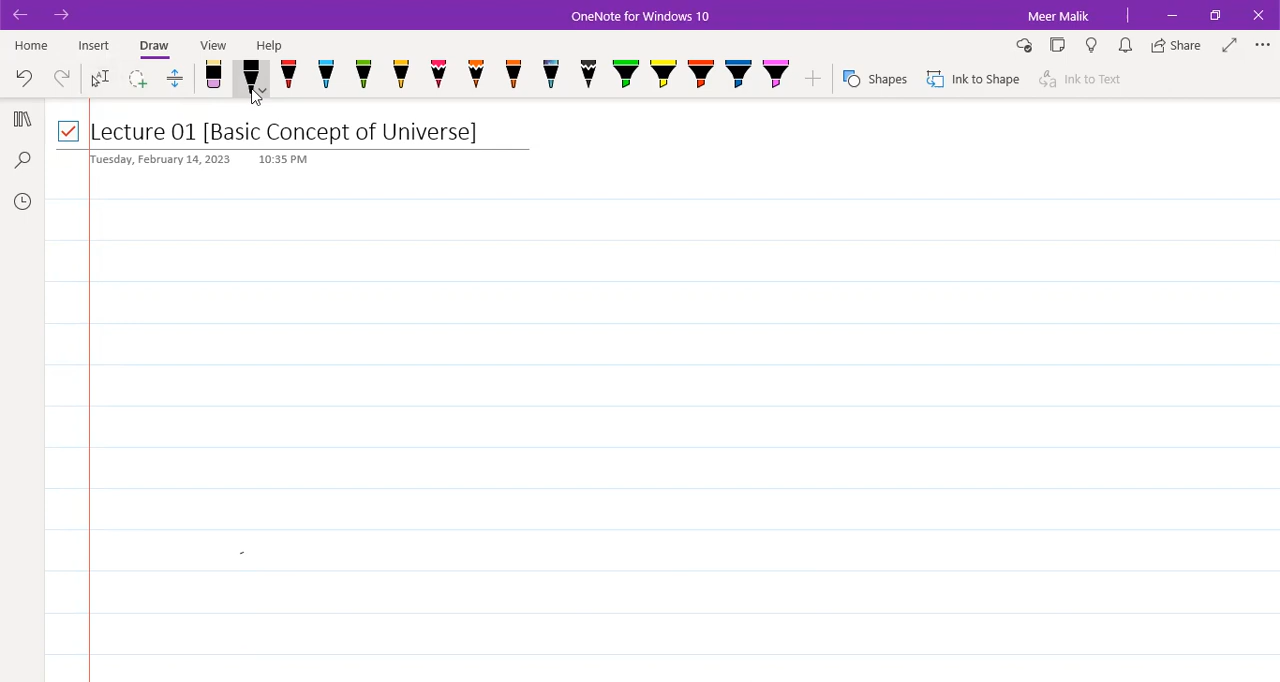 OneNote for Windows 10
Meer Malik
Home Insert Draw View Help
Share
Shapes Ink to Shape Ink to Text
Lecture 01 [Basic Concept of Universe]
Tuesday, February 14, 2023 10:35 PM